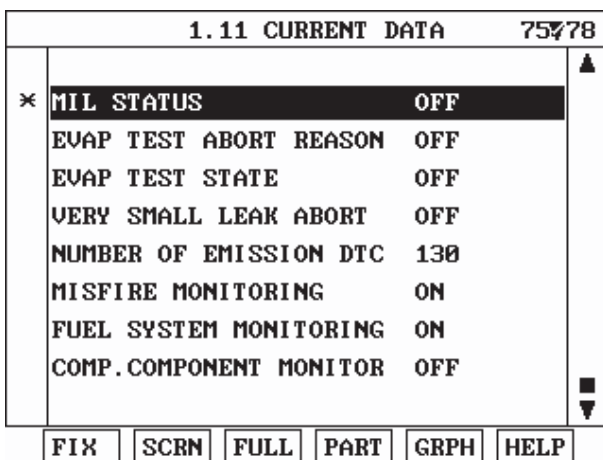 1.11 CURRENT DATA 75▼78
* MIL STATUS OFF
EVAP TEST ABORT REASON OFF
EVAP TEST STATE OFF
VERY SMALL LEAK ABORT OFF
NUMBER OF EMISSION DTC 130
MISFIRE MONITORING ON
FUEL SYSTEM MONITORING ON
COMP.COMPONENT MONITOR OFF
FIX SCRN FULL PART GRPH HELP